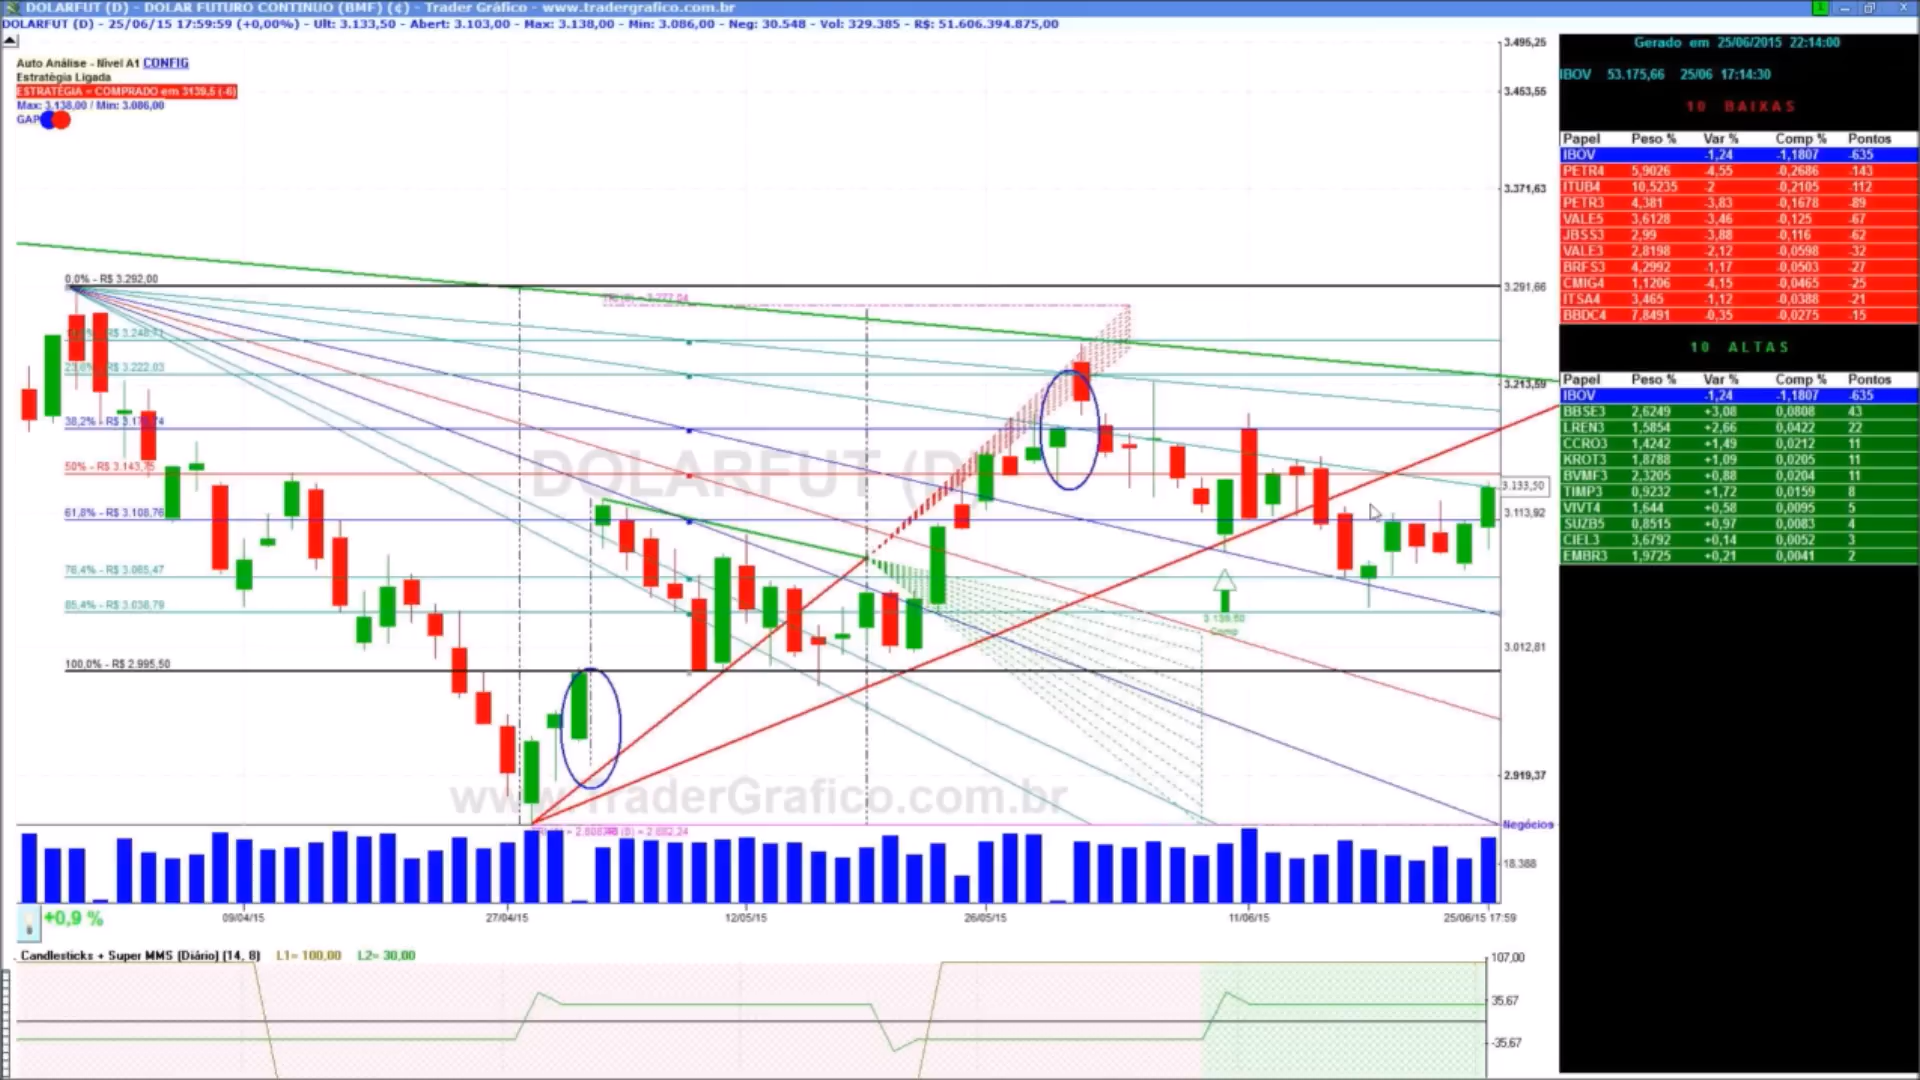 DOLARFUT (D) - DOLAR FUTURO CONTINUO (BMF) (¢) - Trader Gráfico - www.tradergrafico.com.br
DOLARFUT (D) - 25/06/15 17:59:59 (+0,00%) - Ult: 3.133,50 - Abert: 3.103,00 - Max: 3.138,00 - Min: 3.086,00 - Neg: 30.548 - Vol: 329.385 - R$: 51.606.394.875,00
Auto Análise - Nível A1 CONFIG
Estratégia Ligada
ESTRATÉGIA = COMPRADO em 3139,5 (-6)
Max: 3.138,00 / Min: 3.086,00
GAP
0,0% - R$ 3.292,00
23,6% - R$ 3.222,03
50% - R$ 3.143,75
61,8% - R$ 3.108,76
76,4% - R$ 3.065,47
85,4% - R$ 3.038,79
100,0% - R$ 2.995,50
DOLARFUT (D)
www.TraderGrafico.com.br
3.139,50
Comp
3.495,25
3.453,55
3.371,63
3.291,66
3.213,59
3.133,50
3.113,92
3.012,81
2.919,37
Negócios
18.388
+0,9 %
09/04/15
27/04/15
12/05/15
26/05/15
11/06/15
25/06/15 17:59
Candlesticks + Super MMS (Diário) (14, 8) L1= 100,00 L2= 30,00
107,00
35,67
-35,67
Gerado em 25/06/2015 22:14:00
IBOV 53.175,66 25/06 17:14:30
10 BAIXAS
Papel Peso % Var % Comp % Pontos
IBOV -1,24 -1,1807 -635
PETR4 5,9026 -4,55 -0,2686 -143
ITUB4 10,5235 -2 -0,2105 -112
PETR3 4,381 -3,83 -0,1678 -89
VALE5 3,6128 -3,46 -0,125 -67
JBSS3 2,99 -3,88 -0,116 -62
VALE3 2,8198 -2,12 -0,0598 -32
BRFS3 4,2992 -1,17 -0,0503 -27
CMIG4 1,1206 -4,15 -0,0465 -25
ITSA4 3,465 -1,12 -0,0388 -21
BBDC4 7,8491 -0,35 -0,0275 -15
10 ALTAS
Papel Peso % Var % Comp % Pontos
IBOV -1,24 -1,1807 -635
BBSE3 2,6249 +3,08 0,0808 43
LREN3 1,5854 +2,66 0,0422 22
CCRO3 1,4242 +1,49 0,0212 11
KROT3 1,8788 +1,09 0,0205 11
BVMF3 2,3205 +0,88 0,0204 11
TIMP3 0,9232 +1,72 0,0159 8
VIVT4 1,644 +0,58 0,0095 5
SUZB5 0,8515 +0,97 0,0083 4
CIEL3 3,6792 +0,14 0,0052 3
EMBR3 1,9725 +0,21 0,0041 2